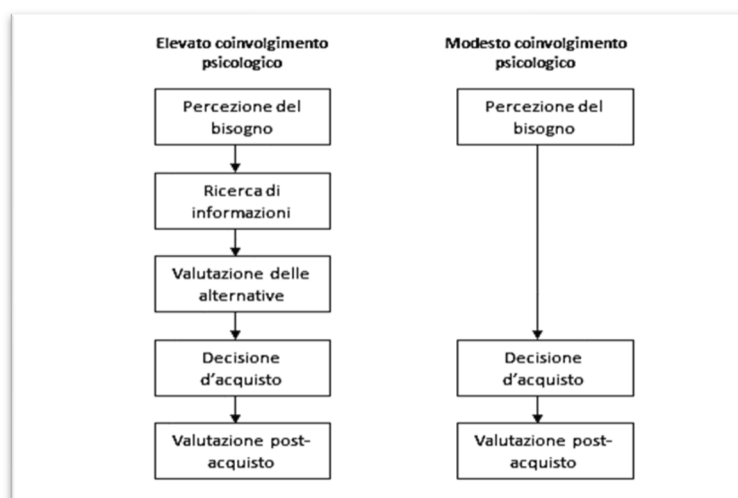 Elevato coinvolgimento
psicologico
Percezione del
bisogno
Ricerca di
informazioni
Valutazione delle
alternative
Decisione
d'acquisto
Valutazione post-
acquisto
Modesto coinvolgimento
psicologico
Percezione del
bisogno
Decisione
d'acquisto
Valutazione post-
acquisto